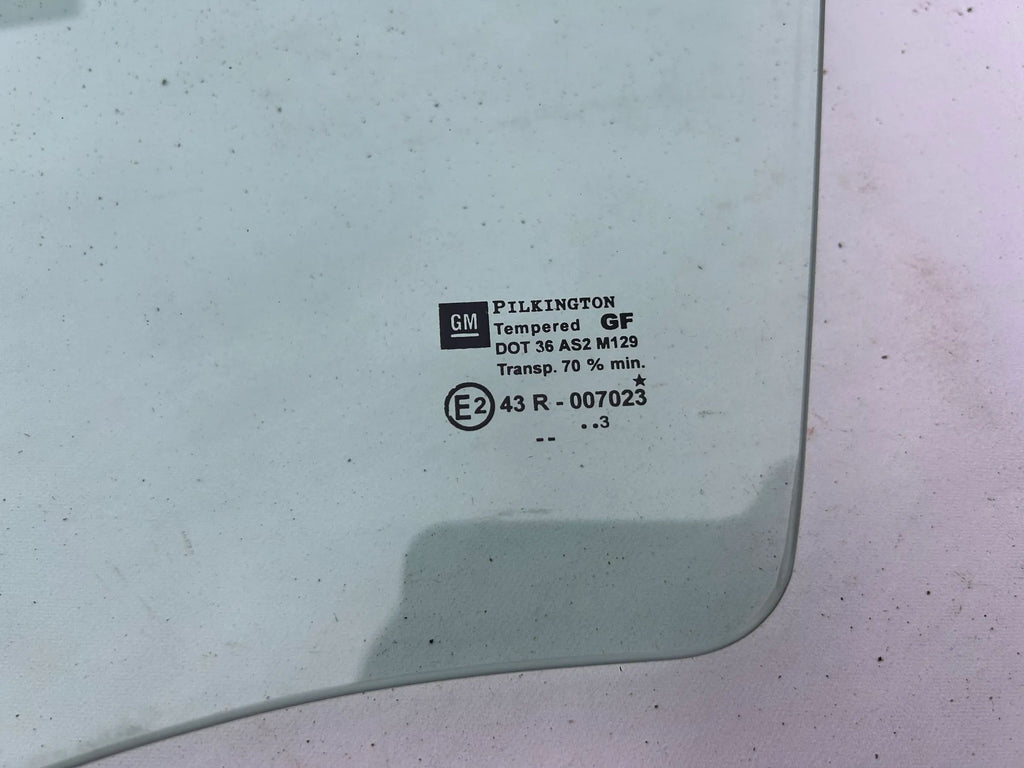 GM
PILKINGTON
Tempered GF
DOT 36 AS2 M129
Transp. 70 % min.
★
E2 43 R - 007023
..3
--